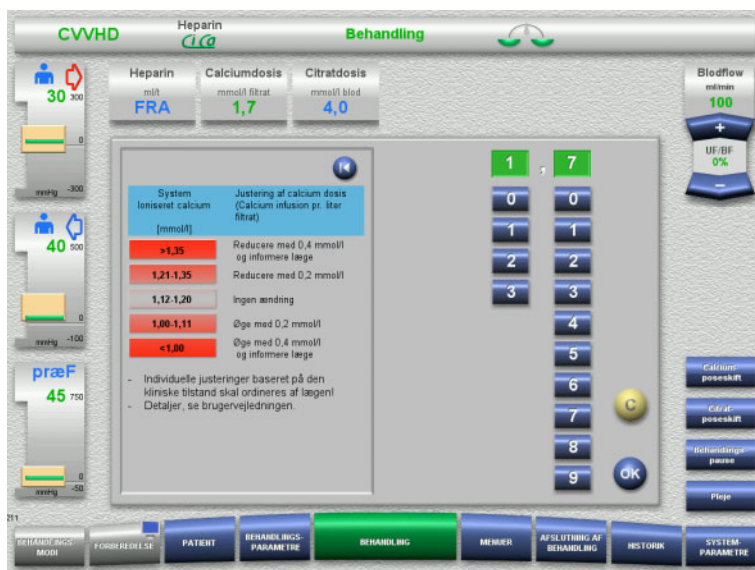 CVVHD
Heparin
CiCa
Behandling
30
300
0
-300
mmHg
Heparin
ml/t
FRA
Calciumdosis
mmol/l filtrat
1,7
Citratdosis
mmol/l blod
4,0
Blodflow
ml/min
100
+
UF/BF
0%
−
40
500
0
-100
mmHg
præF
45
750
0
-50
mmHg
System
Ioniseret calcium
[mmol/l]
Justering af calcium dosis
(Calcium infusion pr. liter
filtrat)
>1,35
Reducere med 0,4 mmol/l
og informere læge
1,21-1,35
Reducere med 0,2 mmol/l
1,12-1,20
Ingen ændring
1,00-1,11
Øge med 0,2 mmol/l
<1,00
Øge med 0,4 mmol/l
og informere læge
- Individuelle justeringer baseret på den
kliniske tilstand skal ordineres af lægen!
- Detaljer, se brugervejledningen.
1 , 7
0 0
1 1
2 2
3 3
4
5
6
7
8
9
C
OK
Calcium-
poseskift
Citrat-
poseskift
Behandlings-
pause
Pleje
211
BEHANDLINGS-
MODI
FORBEREDELSE
PATIENT
BEHANDLINGS-
PARAMETRE
BEHANDLING
MENUER
AFSLUTNING AF
BEHANDLING
HISTORIK
SYSTEM-
PARAMETRE